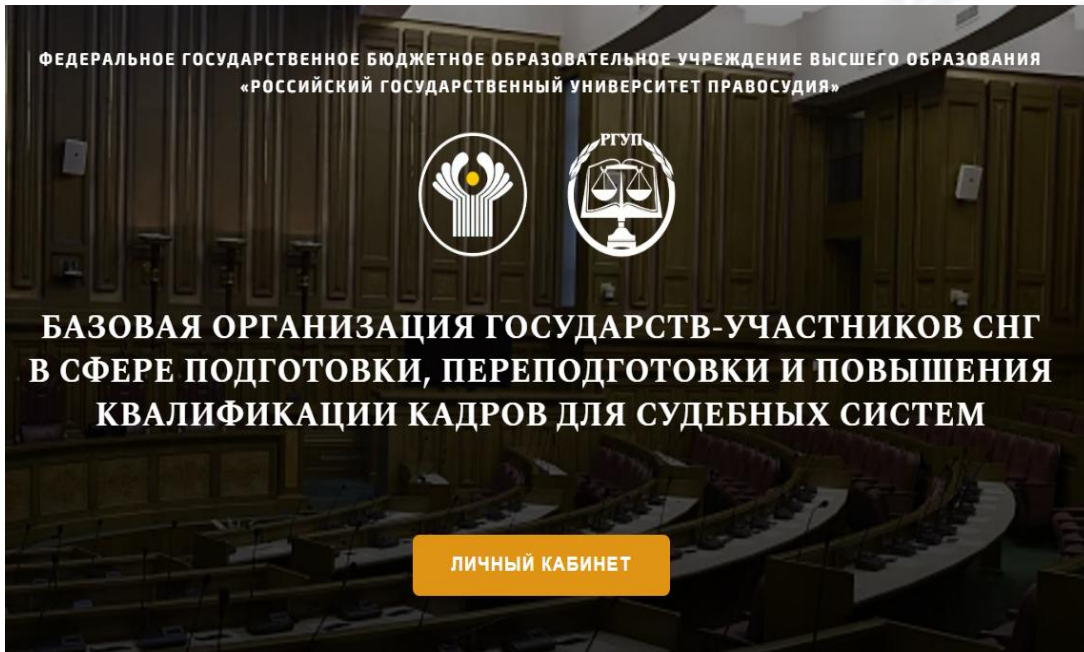 ФЕДЕРАЛЬНОЕ ГОСУДАРСТВЕННОЕ БЮДЖЕТНОЕ ОБРАЗОВАТЕЛЬНОЕ УЧРЕЖДЕНИЕ ВЫСШЕГО ОБРАЗОВАНИЯ
«РОССИЙСКИЙ ГОСУДАРСТВЕННЫЙ УНИВЕРСИТЕТ ПРАВОСУДИЯ»
РГУП
БАЗОВАЯ ОРГАНИЗАЦИЯ ГОСУДАРСТВ-УЧАСТНИКОВ СНГ
В СФЕРЕ ПОДГОТОВКИ, ПЕРЕПОДГОТОВКИ И ПОВЫШЕНИЯ
КВАЛИФИКАЦИИ КАДРОВ ДЛЯ СУДЕБНЫХ СИСТЕМ
ЛИЧНЫЙ КАБИНЕТ